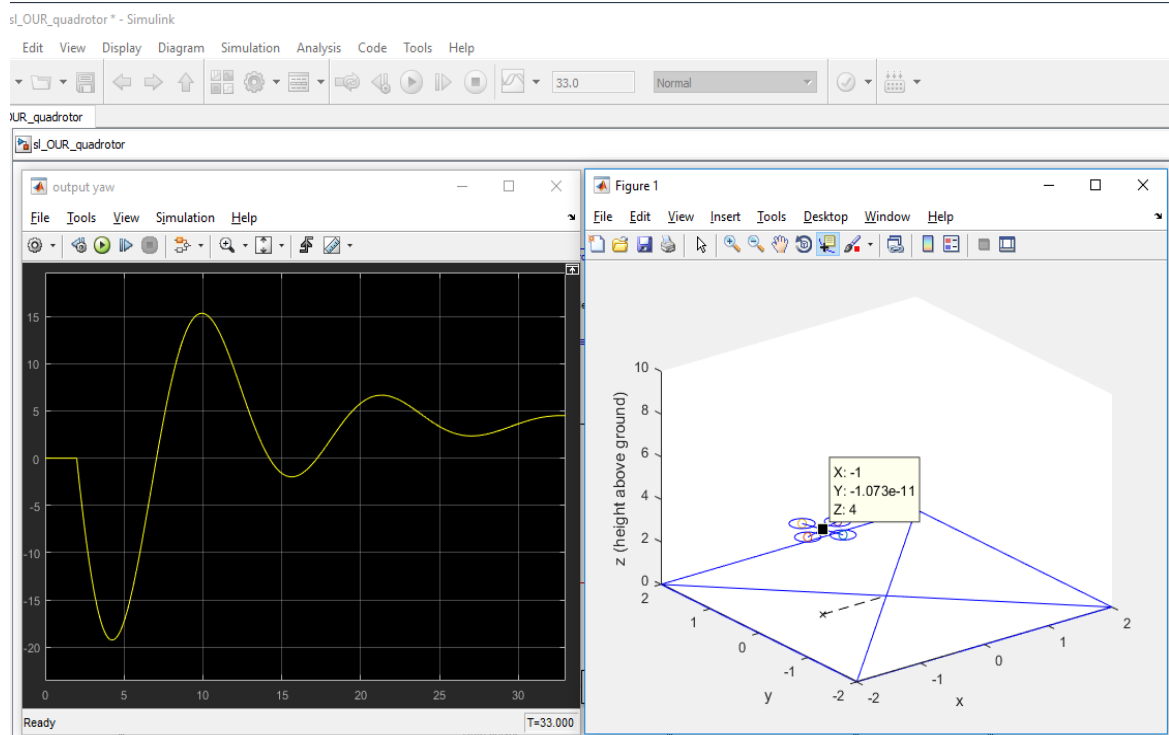 sl_OUR_quadrotor * - Simulink
Edit View Display Diagram Simulation Analysis Code Tools Help
33.0 Normal
OUR_quadrotor
sl_OUR_quadrotor
output yaw
File Tools View Simulation Help
15
10
5
0
-5
-10
-15
-20
0 5 10 15 20 25 30
Ready T=33.000
Figure 1
File Edit View Insert Tools Desktop Window Help
z (height above ground)
10
8
6
4
2
0
X: -1
Y: -1.073e-11
Z: 4
2
1
0
-1
-2
y
-2
-1
0
1
2
x